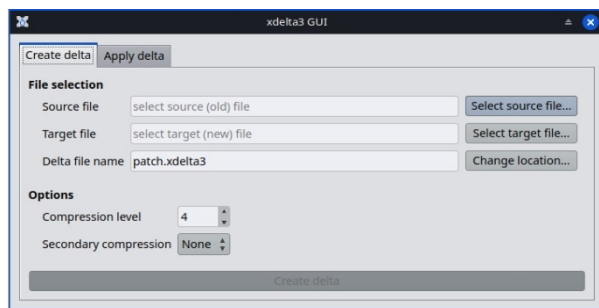 xdelta3 GUI
Create delta Apply delta
File selection
Source file select source (old) file Select source file...
Target file select target (new) file Select target file...
Delta file name patch.xdelta3 Change location...
Options
Compression level 4
Secondary compression None
Create delta